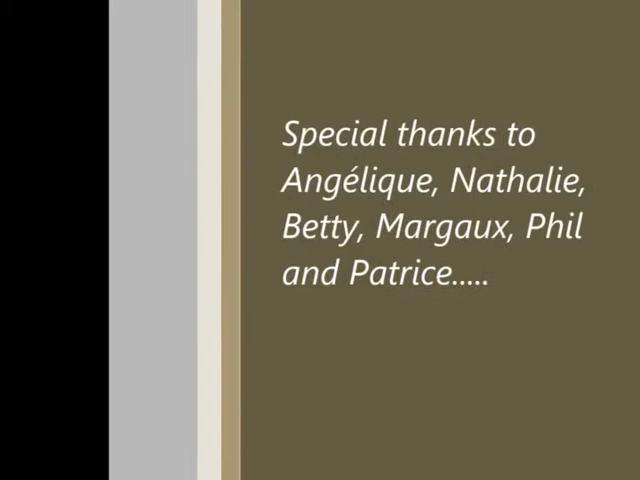 Special thanks to
Angélique, Nathalie,
Betty, Margaux, Phil
and Patrice.....